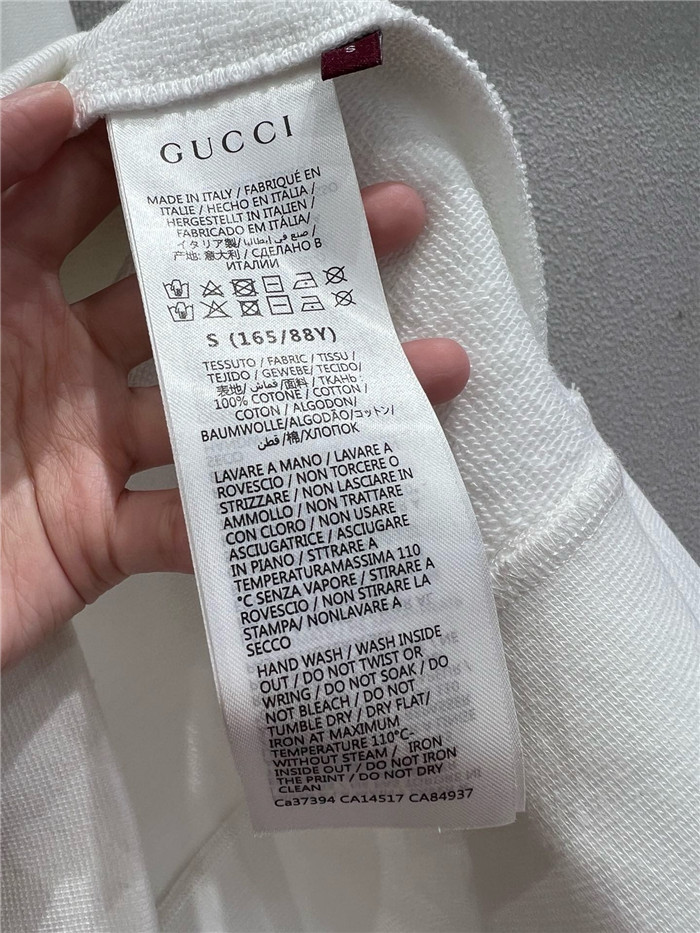 S
GUCCI
MADE IN ITALY / FABRIQUÉ EN
ITALIE / HECHO EN ITALIA /
HERGESTELLT IN ITALIEN /
FABRICADO EM ITÁLIA /
イタリア製/ صنع في ايطاليا /
产地: 意大利 / СДЕЛАНО В
ИТАЛИИ
S (165/88Y)
TESSUTO / FABRIC / TISSU /
TEJIDO / GEWEBE / TECIDO/
表地/ قماش /面料 / ТКАНЬ :
100% COTONE / COTTON /
COTON / ALGODON/
BAUMWOLLE/ALGODÃO/コットン/
قطن /棉/ХЛОПОК
LAVARE A MANO / LAVARE A
ROVESCIO / NON TORCERE O
STRIZZARE / NON LASCIARE IN
AMMOLLO / NON TRATTARE
CON CLORO / NON USARE
ASCIUGATRICE / ASCIUGARE
IN PIANO / STTRARE A
TEMPERATURAMASSIMA 110
°C SENZA VAPORE / STIRARE A
ROVESCIO / NON STIRARE LA
STAMPA/ NONLAVARE A
SECCO
HAND WASH / WASH INSIDE
OUT / DO NOT TWIST OR
WRING / DO NOT SOAK / DO
NOT BLEACH / DO NOT
TUMBLE DRY / DRY FLAT/
IRON AT MAXIMUM
TEMPERATURE 110°C-
WITHOUT STEAM / IRON
INSIDE OUT / DO NOT IRON
THE PRINT / DO NOT DRY
CLEAN
Ca37394 CA14517 CA84937